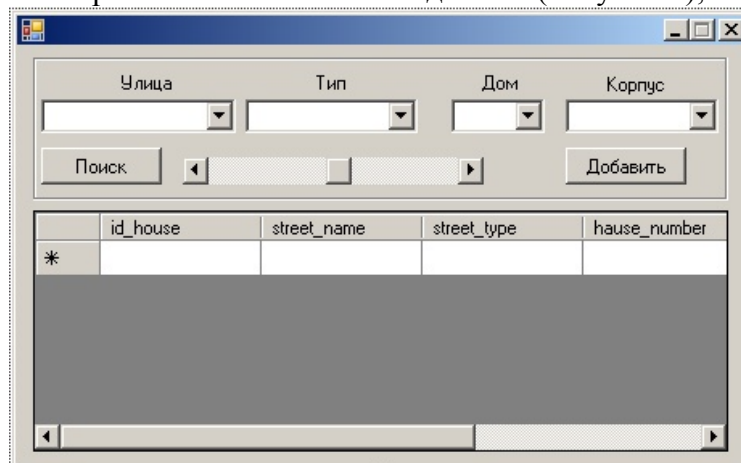 Улица Тип Дом Корпус
Поиск Добавить
id_house street_name street_type hause_number